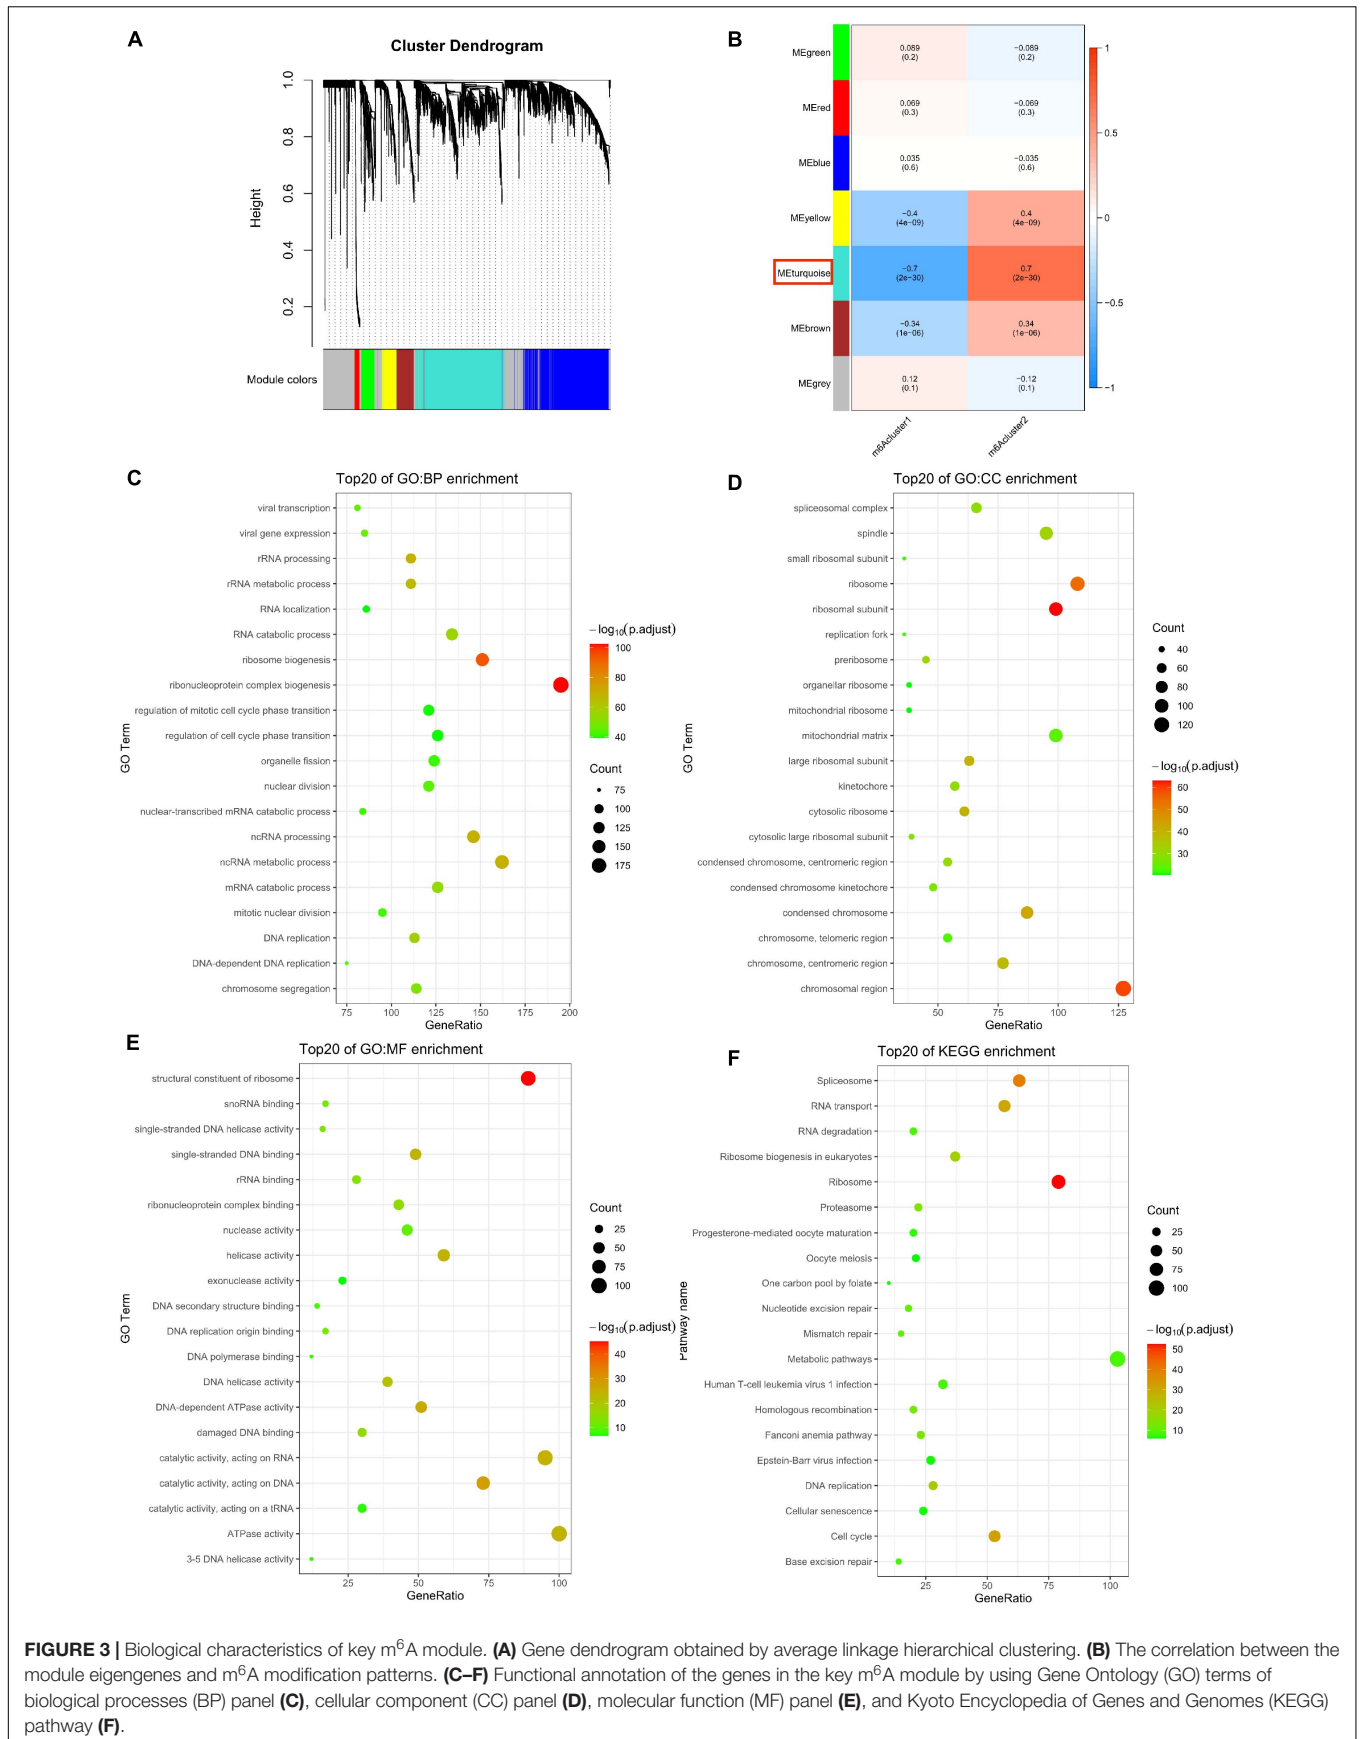 A
Cluster Dendrogram
Height
1.0
0.8
0.6
0.4
0.2
Module colors
B
MEgreen
0.089
(0.2)
−0.089
(0.2)
MEred
0.069
(0.3)
−0.069
(0.3)
MEblue
0.035
(0.6)
−0.035
(0.6)
MEyellow
−0.4
(4e−09)
0.4
(4e−09)
MEturquoise
−0.7
(2e−30)
0.7
(2e−30)
MEbrown
−0.34
(1e−06)
0.34
(1e−06)
MEgrey
0.12
(0.1)
−0.12
(0.1)
m6Acluster1
m6Acluster2
1
0.5
0
−0.5
−1
C
Top20 of GO:BP enrichment
GO Term
viral transcription
viral gene expression
rRNA processing
rRNA metabolic process
RNA localization
RNA catabolic process
ribosome biogenesis
ribonucleoprotein complex biogenesis
regulation of mitotic cell cycle phase transition
regulation of cell cycle phase transition
organelle fission
nuclear division
nuclear-transcribed mRNA catabolic process
ncRNA processing
ncRNA metabolic process
mRNA catabolic process
mitotic nuclear division
DNA replication
DNA-dependent DNA replication
chromosome segregation
75 100 125 150 175 200
GeneRatio
−log10(p.adjust)
100
80
60
40
Count
75
100
125
150
175
D
Top20 of GO:CC enrichment
GO Term
spliceosomal complex
spindle
small ribosomal subunit
ribosome
ribosomal subunit
replication fork
preribosome
organellar ribosome
mitochondrial ribosome
mitochondrial matrix
large ribosomal subunit
kinetochore
cytosolic ribosome
cytosolic large ribosomal subunit
condensed chromosome, centromeric region
condensed chromosome kinetochore
condensed chromosome
chromosome, telomeric region
chromosome, centromeric region
chromosomal region
50 75 100 125
GeneRatio
Count
40
60
80
100
120
−log10(p.adjust)
60
50
40
30
E
Top20 of GO:MF enrichment
GO Term
structural constituent of ribosome
snoRNA binding
single-stranded DNA helicase activity
single-stranded DNA binding
rRNA binding
ribonucleoprotein complex binding
nuclease activity
helicase activity
exonuclease activity
DNA secondary structure binding
DNA replication origin binding
DNA polymerase binding
DNA helicase activity
DNA-dependent ATPase activity
damaged DNA binding
catalytic activity, acting on RNA
catalytic activity, acting on DNA
catalytic activity, acting on a tRNA
ATPase activity
3-5 DNA helicase activity
25 50 75 100
GeneRatio
Count
25
50
75
100
−log10(p.adjust)
40
30
20
10
F
Top20 of KEGG enrichment
Pathway name
Spliceosome
RNA transport
RNA degradation
Ribosome biogenesis in eukaryotes
Ribosome
Proteasome
Progesterone-mediated oocyte maturation
Oocyte meiosis
One carbon pool by folate
Nucleotide excision repair
Mismatch repair
Metabolic pathways
Human T-cell leukemia virus 1 infection
Homologous recombination
Fanconi anemia pathway
Epstein-Barr virus infection
DNA replication
Cellular senescence
Cell cycle
Base excision repair
25 50 75 100
GeneRatio
Count
25
50
75
100
−log10(p.adjust)
50
40
30
20
10
FIGURE 3 | Biological characteristics of key m⁶A module. (A) Gene dendrogram obtained by average linkage hierarchical clustering. (B) The correlation between the
module eigengenes and m⁶A modification patterns. (C–F) Functional annotation of the genes in the key m⁶A module by using Gene Ontology (GO) terms of
biological processes (BP) panel (C), cellular component (CC) panel (D), molecular function (MF) panel (E), and Kyoto Encyclopedia of Genes and Genomes (KEGG)
pathway (F).